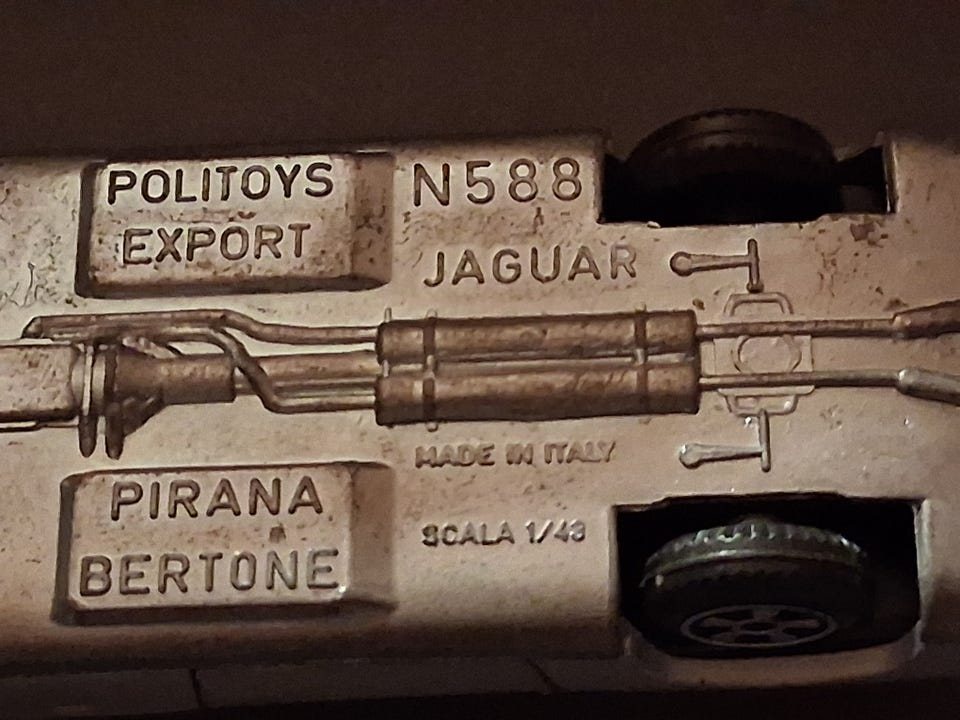 POLITOYS
EXPORT
N588
JAGUAR
MADE IN ITALY
PIRANA
BERTONE
SCALA 1/43